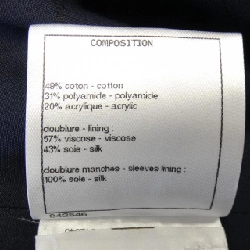 COMPOSITION
49% coton - cotton
31% polyamide - polyamide
20% acrylique - acrylic
doublure - lining :
57% viscose - viscose
43% soie - silk
doublure manches - sleeves lining :
100% soie - silk